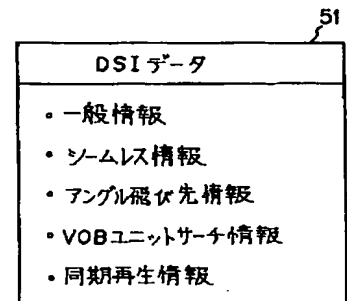 51
DSIデータ
・一般情報
・シームレス情報
・アングル飛び先情報
・VOBユニットサーチ情報
・同期再生情報